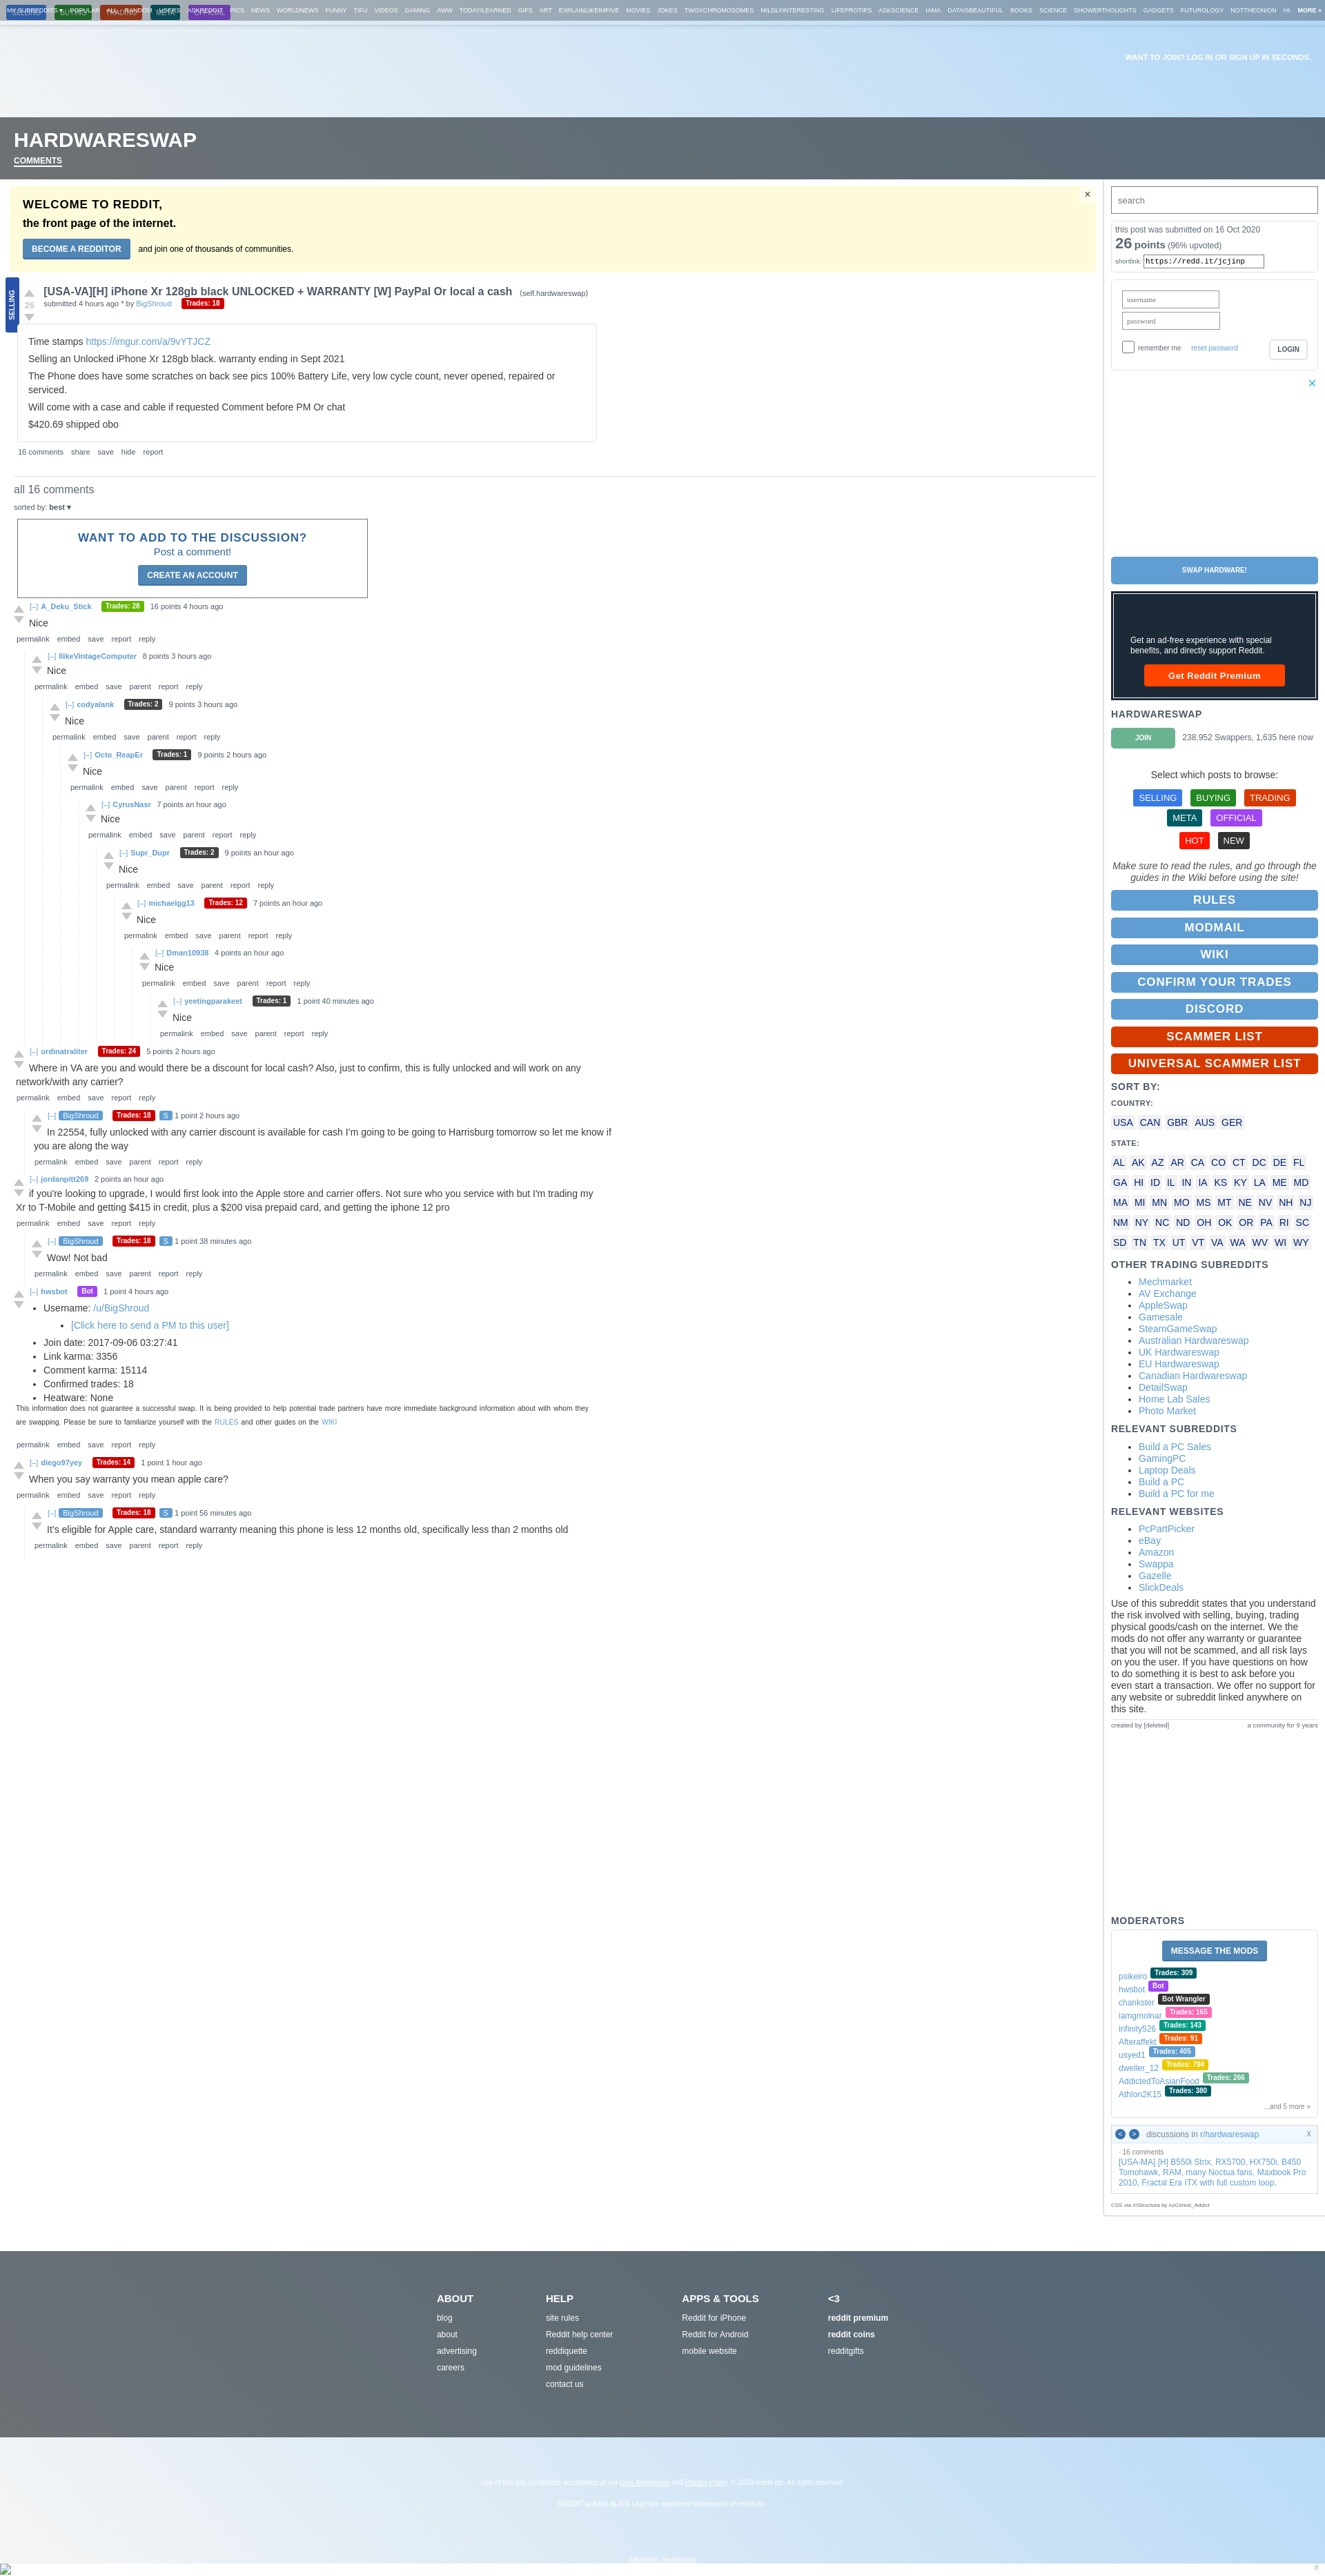 MY SUBREDDITS ▾ POPULAR ALL RANDOM USERS ASKREDDIT PICS NEWS WORLDNEWS FUNNY TIFU VIDEOS GAMING AWW TODAYILEARNED GIFS ART EXPLAINLIKEIMFIVE MOVIES JOKES TWOXCHROMOSOMES MILDLYINTERESTING LIFEPROTIPS ASKSCIENCE IAMA DATAISBEAUTIFUL BOOKS SCIENCE SHOWERTHOUGHTS GADGETS FUTUROLOGY NOTTHEONION MORE »
SELLING BUYING TRADING META OFFICIAL
WANT TO JOIN? LOG IN OR SIGN UP IN SECONDS.
HARDWARESWAP
COMMENTS
WELCOME TO REDDIT,
the front page of the internet.
BECOME A REDDITOR and join one of thousands of communities.
×
SELLING
26
[USA-VA][H] iPhone Xr 128gb black UNLOCKED + WARRANTY [W] PayPal Or local a cash (self.hardwareswap)
submitted 4 hours ago * by BigShroud Trades: 18
Time stamps https://imgur.com/a/9vYTJCZ
Selling an Unlocked iPhone Xr 128gb black. warranty ending in Sept 2021
The Phone does have some scratches on back see pics 100% Battery Life, very low cycle count, never opened, repaired or
serviced.
Will come with a case and cable if requested Comment before PM Or chat
$420.69 shipped obo
16 comments share save hide report
all 16 comments
sorted by: best ▾
WANT TO ADD TO THE DISCUSSION?
Post a comment!
CREATE AN ACCOUNT
[–] A_Deku_Stick Trades: 28 16 points 4 hours ago
Nice
permalink embed save report reply
[–] IlikeVintageComputer 8 points 3 hours ago
Nice
permalink embed save parent report reply
[–] codyalank Trades: 2 9 points 3 hours ago
Nice
permalink embed save parent report reply
[–] Octo_ReapEr Trades: 1 9 points 2 hours ago
Nice
permalink embed save parent report reply
[–] CyrusNasr 7 points an hour ago
Nice
permalink embed save parent report reply
[–] Supr_Dupr Trades: 2 9 points an hour ago
Nice
permalink embed save parent report reply
[–] michaelgg13 Trades: 12 7 points an hour ago
Nice
permalink embed save parent report reply
[–] Dman10938 4 points an hour ago
Nice
permalink embed save parent report reply
[–] yeetingparakeet Trades: 1 1 point 40 minutes ago
Nice
permalink embed save parent report reply
[–] ordinatraliter Trades: 24 5 points 2 hours ago
Where in VA are you and would there be a discount for local cash? Also, just to confirm, this is fully unlocked and will work on any
network/with any carrier?
permalink embed save report reply
[–] BigShroud Trades: 18 S 1 point 2 hours ago
In 22554, fully unlocked with any carrier discount is available for cash I'm going to be going to Harrisburg tomorrow so let me know if
you are along the way
permalink embed save parent report reply
[–] jordanpitt269 2 points an hour ago
if you're looking to upgrade, I would first look into the Apple store and carrier offers. Not sure who you service with but I'm trading my
Xr to T-Mobile and getting $415 in credit, plus a $200 visa prepaid card, and getting the iphone 12 pro
permalink embed save report reply
[–] BigShroud Trades: 18 S 1 point 38 minutes ago
Wow! Not bad
permalink embed save parent report reply
[–] hwsbot Bot 1 point 4 hours ago
• Username: /u/BigShroud
• [Click here to send a PM to this user]
• Join date: 2017-09-06 03:27:41
• Link karma: 3356
• Comment karma: 15114
• Confirmed trades: 18
• Heatware: None
This information does not guarantee a successful swap. It is being provided to help potential trade partners have more immediate background information about with whom they
are swapping. Please be sure to familiarize yourself with the RULES and other guides on the WIKI
permalink embed save report reply
[–] diego97yey Trades: 14 1 point 1 hour ago
When you say warranty you mean apple care?
permalink embed save report reply
[–] BigShroud Trades: 18 S 1 point 56 minutes ago
It's eligible for Apple care, standard warranty meaning this phone is less 12 months old, specifically less than 2 months old
permalink embed save parent report reply
search
this post was submitted on 16 Oct 2020
26 points (96% upvoted)
shortlink: https://redd.it/jcjinp
username
password
remember me reset password LOGIN
×
SWAP HARDWARE!
Get an ad-free experience with special
benefits, and directly support Reddit.
Get Reddit Premium
HARDWARESWAP
JOIN 238,952 Swappers, 1,635 here now
Select which posts to browse:
SELLING BUYING TRADING
META OFFICIAL
HOT NEW
Make sure to read the rules, and go through the
guides in the Wiki before using the site!
RULES
MODMAIL
WIKI
CONFIRM YOUR TRADES
DISCORD
SCAMMER LIST
UNIVERSAL SCAMMER LIST
SORT BY:
COUNTRY:
USA CAN GBR AUS GER
STATE:
AL AK AZ AR CA CO CT DC DE FL
GA HI ID IL IN IA KS KY LA ME MD
MA MI MN MO MS MT NE NV NH NJ
NM NY NC ND OH OK OR PA RI SC
SD TN TX UT VT VA WA WV WI WY
OTHER TRADING SUBREDDITS
• Mechmarket
• AV Exchange
• AppleSwap
• Gamesale
• SteamGameSwap
• Australian Hardwareswap
• UK Hardwareswap
• EU Hardwareswap
• Canadian Hardwareswap
• DetailSwap
• Home Lab Sales
• Photo Market
RELEVANT SUBREDDITS
• Build a PC Sales
• GamingPC
• Laptop Deals
• Build a PC
• Build a PC for me
RELEVANT WEBSITES
• PcPartPicker
• eBay
• Amazon
• Swappa
• Gazelle
• SlickDeals
Use of this subreddit states that you understand
the risk involved with selling, buying, trading
physical goods/cash on the internet. We the
mods do not offer any warranty or guarantee
that you will not be scammed, and all risk lays
on you the user. If you have questions on how
to do something it is best to ask before you
even start a transaction. We offer no support for
any website or subreddit linked anywhere on
this site.
created by [deleted] a community for 9 years
MODERATORS
MESSAGE THE MODS
psikeiro Trades: 309
hwsbot Bot
chankster Bot Wrangler
iamgmolnar Trades: 165
infinity526 Trades: 143
Afteraffekt Trades: 91
usyed1 Trades: 405
dweller_12 Trades: 794
AddictedToAsianFood Trades: 266
Athlon2K15 Trades: 380
...and 5 more »
< > discussions in r/hardwareswap X
· 16 comments
[USA-MA] [H] B550i Strix, RX5700, HX750i, B450
Tomohawk, RAM, many Noctua fans, Maxbook Pro
2010, Fractal Era ITX with full custom loop,
CSS via /r/Structura by /u/Cereal_Addict
ABOUT
blog
about
advertising
careers
HELP
site rules
Reddit help center
reddiquette
mod guidelines
contact us
APPS & TOOLS
Reddit for iPhone
Reddit for Android
mobile website
<3
reddit premium
reddit coins
redditgifts
Use of this site constitutes acceptance of our User Agreement and Privacy Policy. © 2020 reddit inc. All rights reserved.
REDDIT and the ALIEN Logo are registered trademarks of reddit inc.
Advertise - technology
π